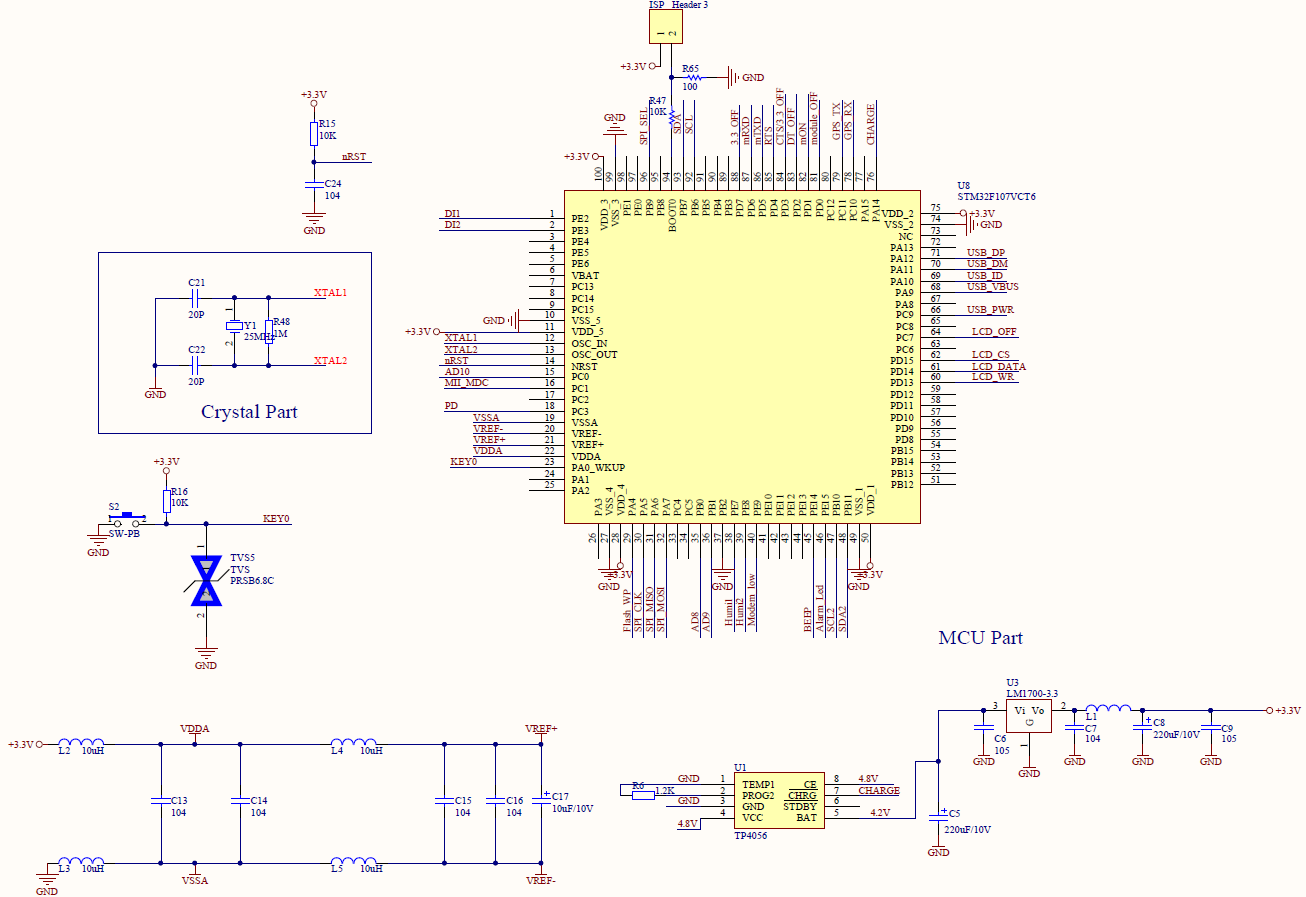 ISP Header 3
1
2
+3.3V
R65
100
GND
R47
10K
+3.3V
R15
10K
nRST
C24
104
GND
GND
+3.3V
SPI_SEL
SDA
SCL
3.3_OFF
mRXD
mTXD
RTS
CTS/3.3_OFF
DT_OFF
mON
module_OFF
GPS_TX
GPS_RX
CHARGE
100
99
98
97
96
95
94
93
92
91
90
89
88
87
86
85
84
83
82
81
80
79
78
77
76
VDD_3
VSS_3
PE1
PE0
PB9
PB8
BOOT0
PB7
PB6
PB5
PB4
PB3
PD7
PD6
PD5
PD4
PD3
PD2
PD1
PD0
PC12
PC11
PC10
PA15
PA14
U8
STM32F107VCT6
DI1 1 PE2
DI2 2 PE3
3 PE4
4 PE5
5 PE6
6 VBAT
7 PC13
8 PC14
9 PC15
GND 10 VSS_5
+3.3V 11 VDD_5
XTAL1 12 OSC_IN
XTAL2 13 OSC_OUT
nRST 14 NRST
AD10 15 PC0
MII_MDC 16 PC1
17 PC2
PD 18 PC3
VSSA 19 VSSA
VREF- 20 VREF-
VREF+ 21 VREF+
VDDA 22 VDDA
KEY0 23 PA0_WKUP
24 PA1
25 PA2
VDD_2 75 +3.3V
VSS_2 74 GND
NC 73
PA13 72
PA12 71 USB_DP
PA11 70 USB_DM
PA10 69 USB_ID
PA9 68 USB_VBUS
PA8 67
PC9 66 USB_PWR
PC8 65
PC7 64 LCD_OFF
PC6 63
PD15 62 LCD_CS
PD14 61 LCD_DATA
PD13 60 LCD_WR
PD12 59
PD11 58
PD10 57
PD9 56
PD8 55
PB15 54
PB14 53
PB13 52
PB12 51
PA3
VSS_4
VDD_4
PA4
PA5
PA6
PA7
PC4
PC5
PB0
PB1
PB2
PE7
PE8
PE9
PE10
PE11
PE12
PE13
PE14
PE15
PB10
PB11
VSS_1
VDD_1
26
27
28
29
30
31
32
33
34
35
36
37
38
39
40
41
42
43
44
45
46
47
48
49
50
+3.3V
GND
Flash_WP
SPI_CLK
SPI_MISO
SPI_MOSI
AD8
AD9
GND
Humi1
Humi2
Modem_low
BEEP
Alarm_Led
SCL2
SDA2
+3.3V
GND
C21
20P
XTAL1
1
Y1
25MHz
2
R48
1M
C22
20P
XTAL2
GND
Crystal Part
+3.3V
R16
10K
S2
1
2
SW-PB
KEY0
GND
1
TVS5
TVS
PRSB6.8C
2
GND
MCU Part
+3.3V
L2 10uH
VDDA
L4 10uH
VREF+
C13
104
C14
104
C15
104
C16
104
C17
10uF/10V
L3 10uH
VSSA
L5 10uH
VREF-
GND
U1
GND 1 TEMP1
R6
1.2K 2 PROG2
GND 3 GND
4.8V 4 VCC
CE 8 4.8V
CHRG 7 CHARGE
STDBY 6
BAT 5 4.2V
TP4056
U3
LM1700-3.3
3
Vi Vo
G
2
1
C6
105
GND
GND
C7
104
GND
L1
C8
220uF/10V
GND
C9
105
GND
+3.3V
C5
220uF/10V
GND